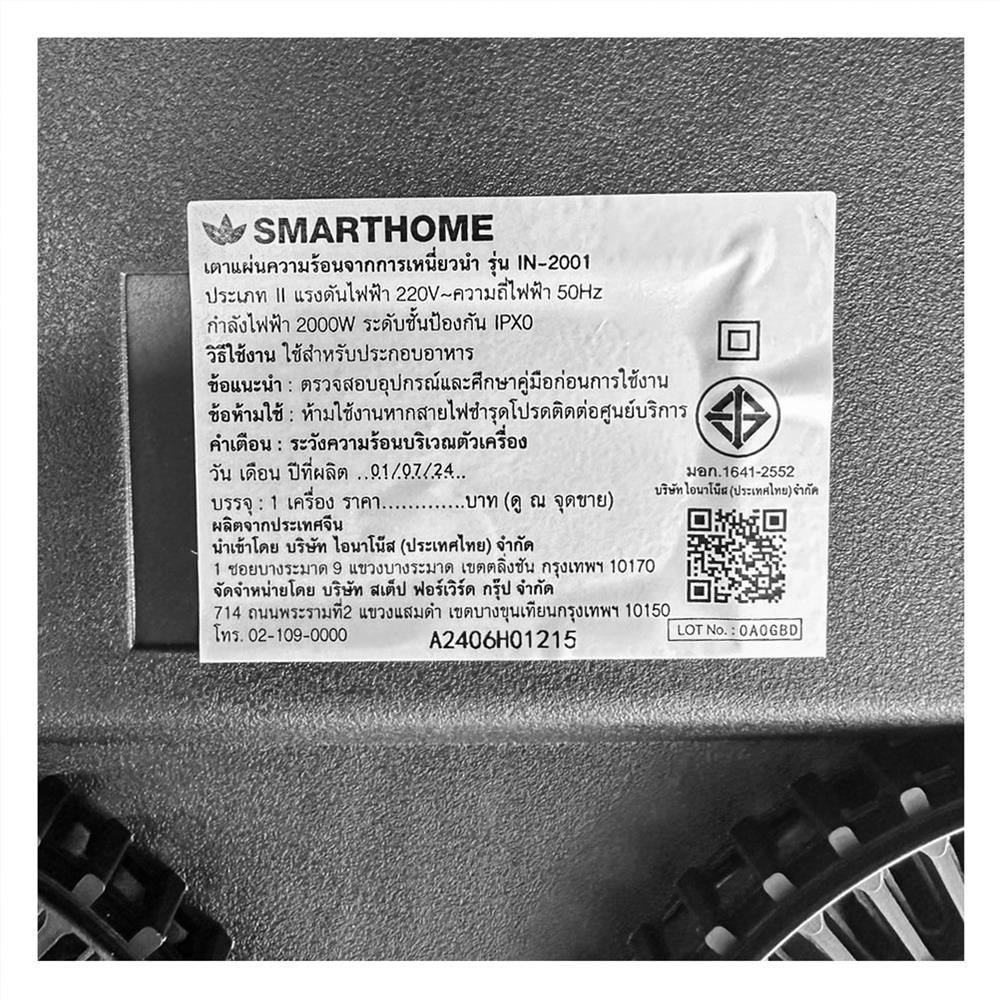 SMARTHOME
เตาแผ่นความร้อนจากการเหนี่ยวนำ รุ่น IN-2001
ประเภท II แรงดันไฟฟ้า 220V~ความถี่ไฟฟ้า 50Hz
กำลังไฟฟ้า 2000W ระดับชั้นป้องกัน IPX0
วิธีใช้งาน ใช้สำหรับประกอบอาหาร
ข้อแนะนำ : ตรวจสอบอุปกรณ์และศึกษาคู่มือก่อนการใช้งาน
ข้อห้ามใช้ : ห้ามใช้งานหากสายไฟชำรุดโปรดติดต่อศูนย์บริการ
คำเตือน : ระวังความร้อนบริเวณตัวเครื่อง
วัน เดือน ปีที่ผลิต ..01/07/24..
บรรจุ : 1 เครื่อง ราคา.............บาท (ดู ณ จุดขาย)
ผลิตจากประเทศจีน
นำเข้าโดย บริษัท ไอนาโน๊ส (ประเทศไทย) จำกัด
1 ซอยบางระมาด 9 แขวงบางระมาด เขตตลิ่งชัน กรุงเทพฯ 10170
จัดจำหน่ายโดย บริษัท สเต็ป ฟอร์เวิร์ด กรุ๊ป จำกัด
714 ถนนพระรามที่2 แขวงแสมดำ เขตบางขุนเทียนกรุงเทพฯ 10150
โทร. 02-109-0000
A2406H01215
มอก.1641-2552
บริษัท ไอนาโน๊ส (ประเทศไทย) จำกัด
LOT No. : 0A0GBD